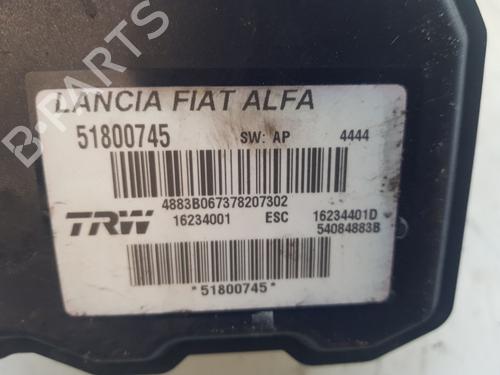 LANCIA FIAT ALFA
51800745 SW: AP 4444
4883B067378207302
TRW 16234001 ESC 16234401D
54084883B
*51800745*
B-PARTS